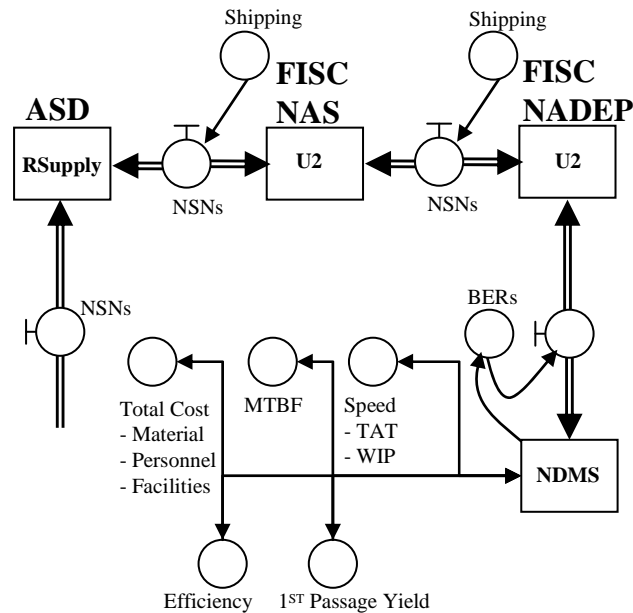 Shipping
Shipping
FISC
NAS
FISC
NADEP
ASD
RSupply
U2
U2
NSNs
NSNs
NSNs
BERs
Total Cost
- Material
- Personnel
- Facilities
MTBF
Speed
- TAT
- WIP
NDMS
Efficiency
1ST Passage Yield